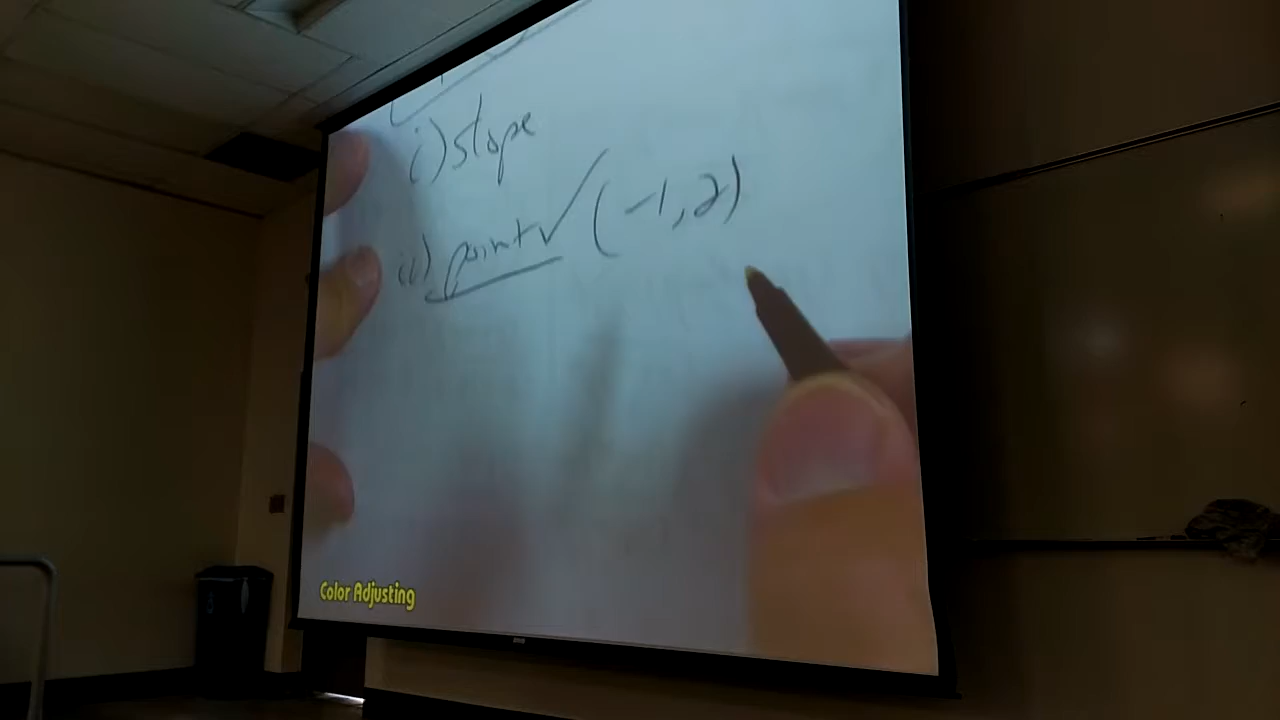 i) slope
ii) point ✓ (-1, 2)
Color Adjusting